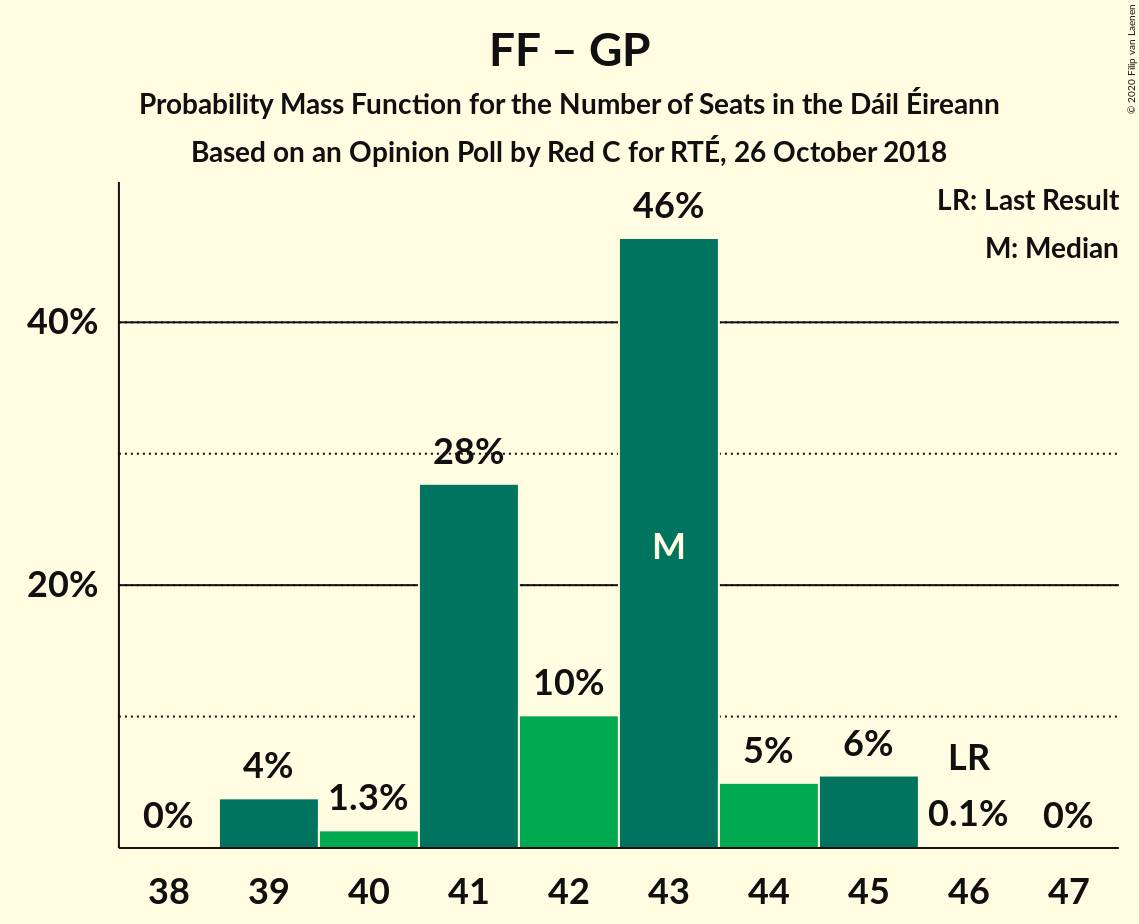 FF – GP
Probability Mass Function for the Number of Seats in the Dáil Éireann
Based on an Opinion Poll by Red C for RTÉ, 26 October 2018
© 2020 Filip van Laenen
LR: Last Result
M: Median
40%
20%
0%
4%
1.3%
28%
10%
46%
M
5%
6%
LR
0.1%
0%
38 39 40 41 42 43 44 45 46 47